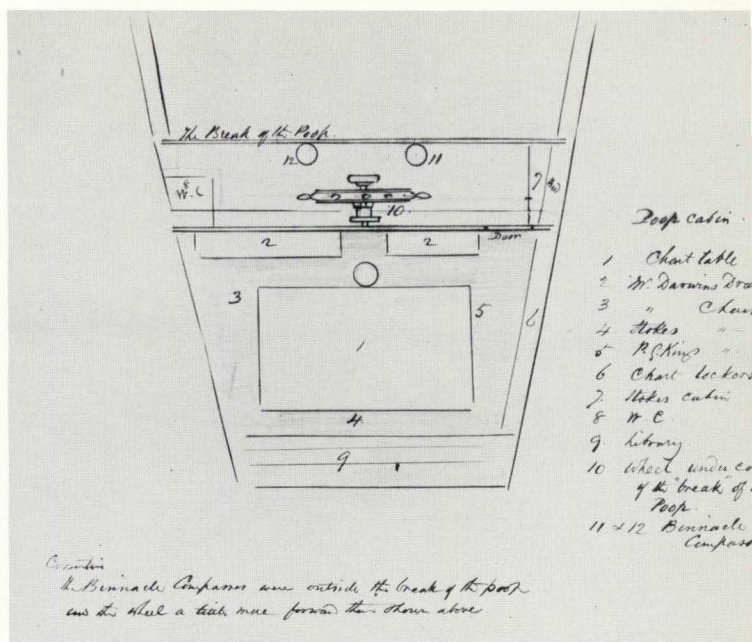 The Break of the Poop.
12
11
8
W.C
7
10.
2
2
Door
3
5
6
1
4
9
Poop cabin.
1 Chart table
2 Mr. Darwins Draw
3 " Chair
4 Stokes "
5 P.G. Kings "
6 Chart lockers
7. Stokes cabin
8 W.C.
9. Library
10 Wheel under co
of the "break" of
Poop.
11 & 12 Binnacle
Compass
The Binnacle Compasses were outside the break of the poop
and the wheel a little more forward than shown above.